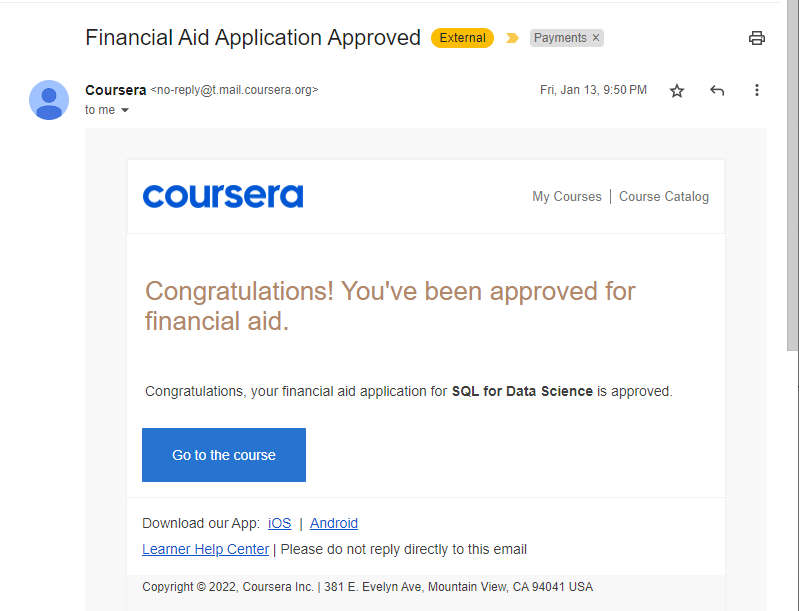 Financial Aid Application Approved External Payments ×
Coursera <no-reply@t.mail.coursera.org> Fri, Jan 13, 9:50 PM
to me
coursera My Courses | Course Catalog
Congratulations! You've been approved for
financial aid.
Congratulations, your financial aid application for SQL for Data Science is approved.
Go to the course
Download our App: iOS | Android
Learner Help Center | Please do not reply directly to this email
Copyright © 2022, Coursera Inc. | 381 E. Evelyn Ave, Mountain View, CA 94041 USA